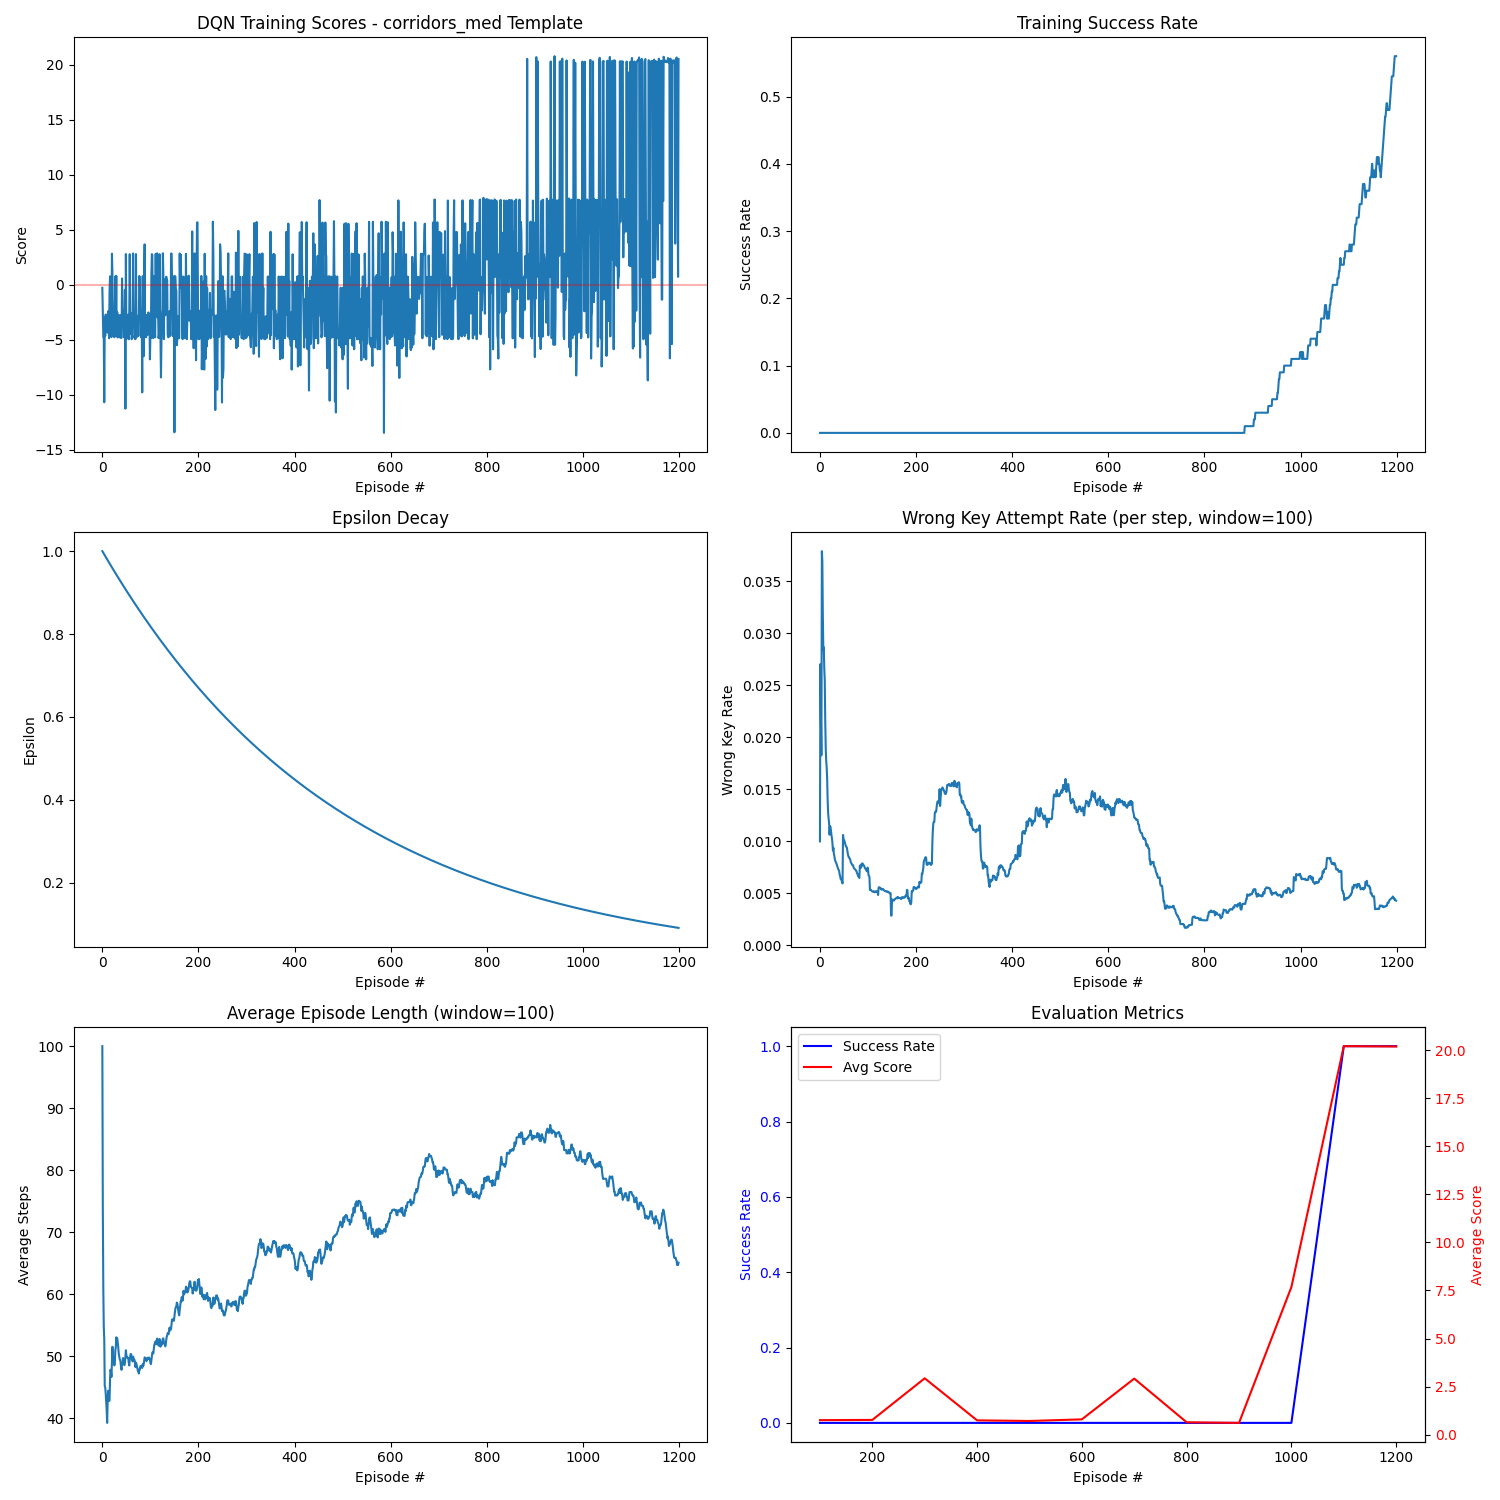 DQN Training Scores - corridors_med Template
20
15
10
5
0
−5
−10
−15
Score
0 200 400 600 800 1000 1200
Episode #
Training Success Rate
0.5
0.4
0.3
0.2
0.1
0.0
Success Rate
0 200 400 600 800 1000 1200
Episode #
Epsilon Decay
1.0
0.8
0.6
0.4
0.2
Epsilon
0 200 400 600 800 1000 1200
Episode #
Wrong Key Attempt Rate (per step, window=100)
0.035
0.030
0.025
0.020
0.015
0.010
0.005
0.000
Wrong Key Rate
0 200 400 600 800 1000 1200
Episode #
Average Episode Length (window=100)
100
90
80
70
60
50
40
Average Steps
0 200 400 600 800 1000 1200
Episode #
Evaluation Metrics
Success Rate
Avg Score
1.0
0.8
0.6
0.4
0.2
0.0
Success Rate
20.0
17.5
15.0
12.5
10.0
7.5
5.0
2.5
0.0
Average Score
200 400 600 800 1000 1200
Episode #